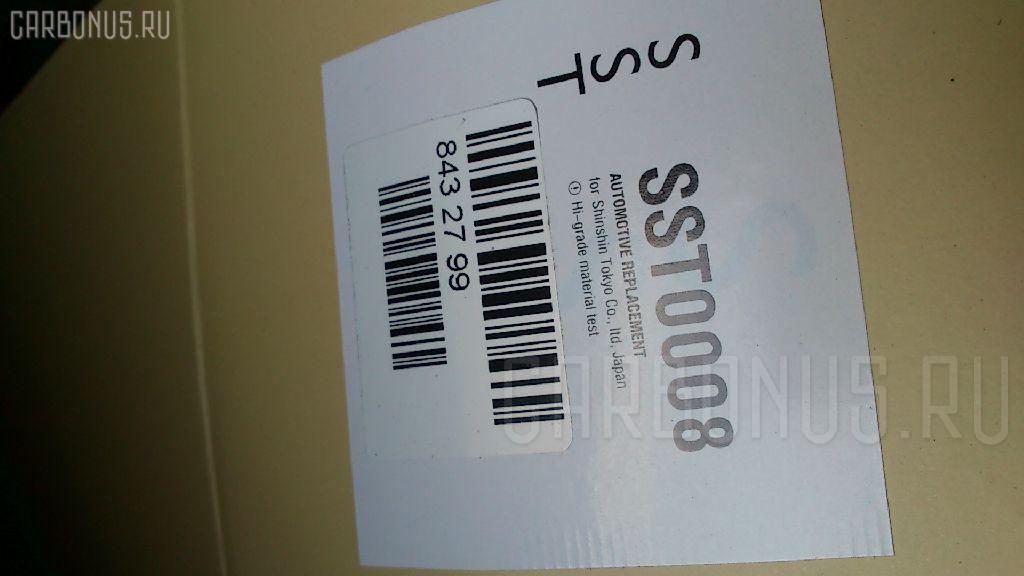 CARBONUS.RU
SST
SST0008
AUTOMOTIVE REPLACEMENT
for Shinshin Tokyo Co., ltd. Japan
① Hi-grade material test
843 27 99
CARBONUS.RU